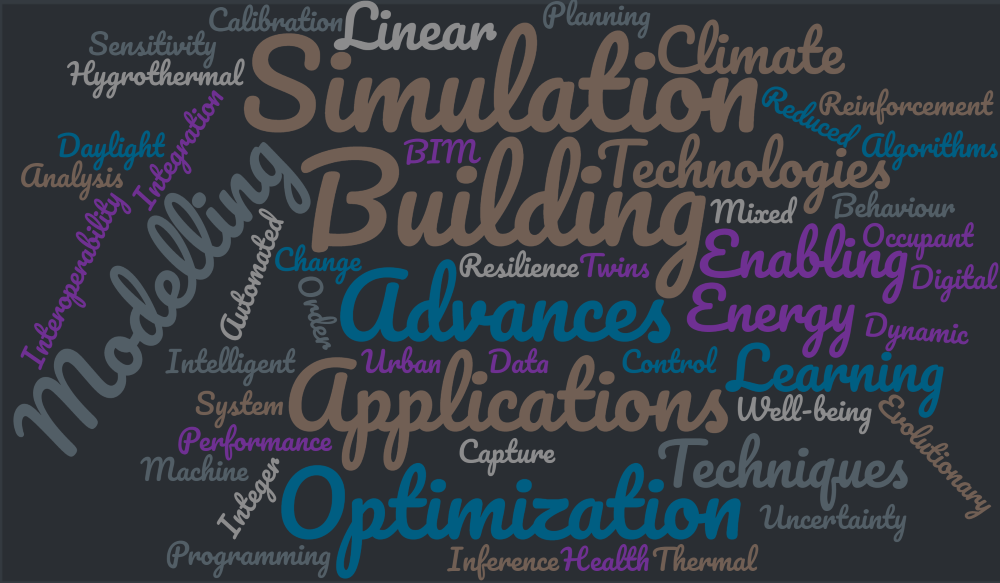 Calibration
Linear
Planning
Sensitivity
Simulation
Climate
Hygrothermal
Reduced
Reinforcement
Integration
Daylight
BIM
Technologies
Algorithms
Analysis
Building
Modelling
Interoperability
Automated
Mixed
Behaviour
Change
Resilience
Twins
Enabling
Occupant
Digital
Order
Advances
Energy
Dynamic
Intelligent
Urban
Data
Control
Learning
System
Applications
Well-being
Evolutionary
Performance
Capture
Techniques
Machine
Integer
Optimization
Uncertainty
Programming
Inference
Health
Thermal